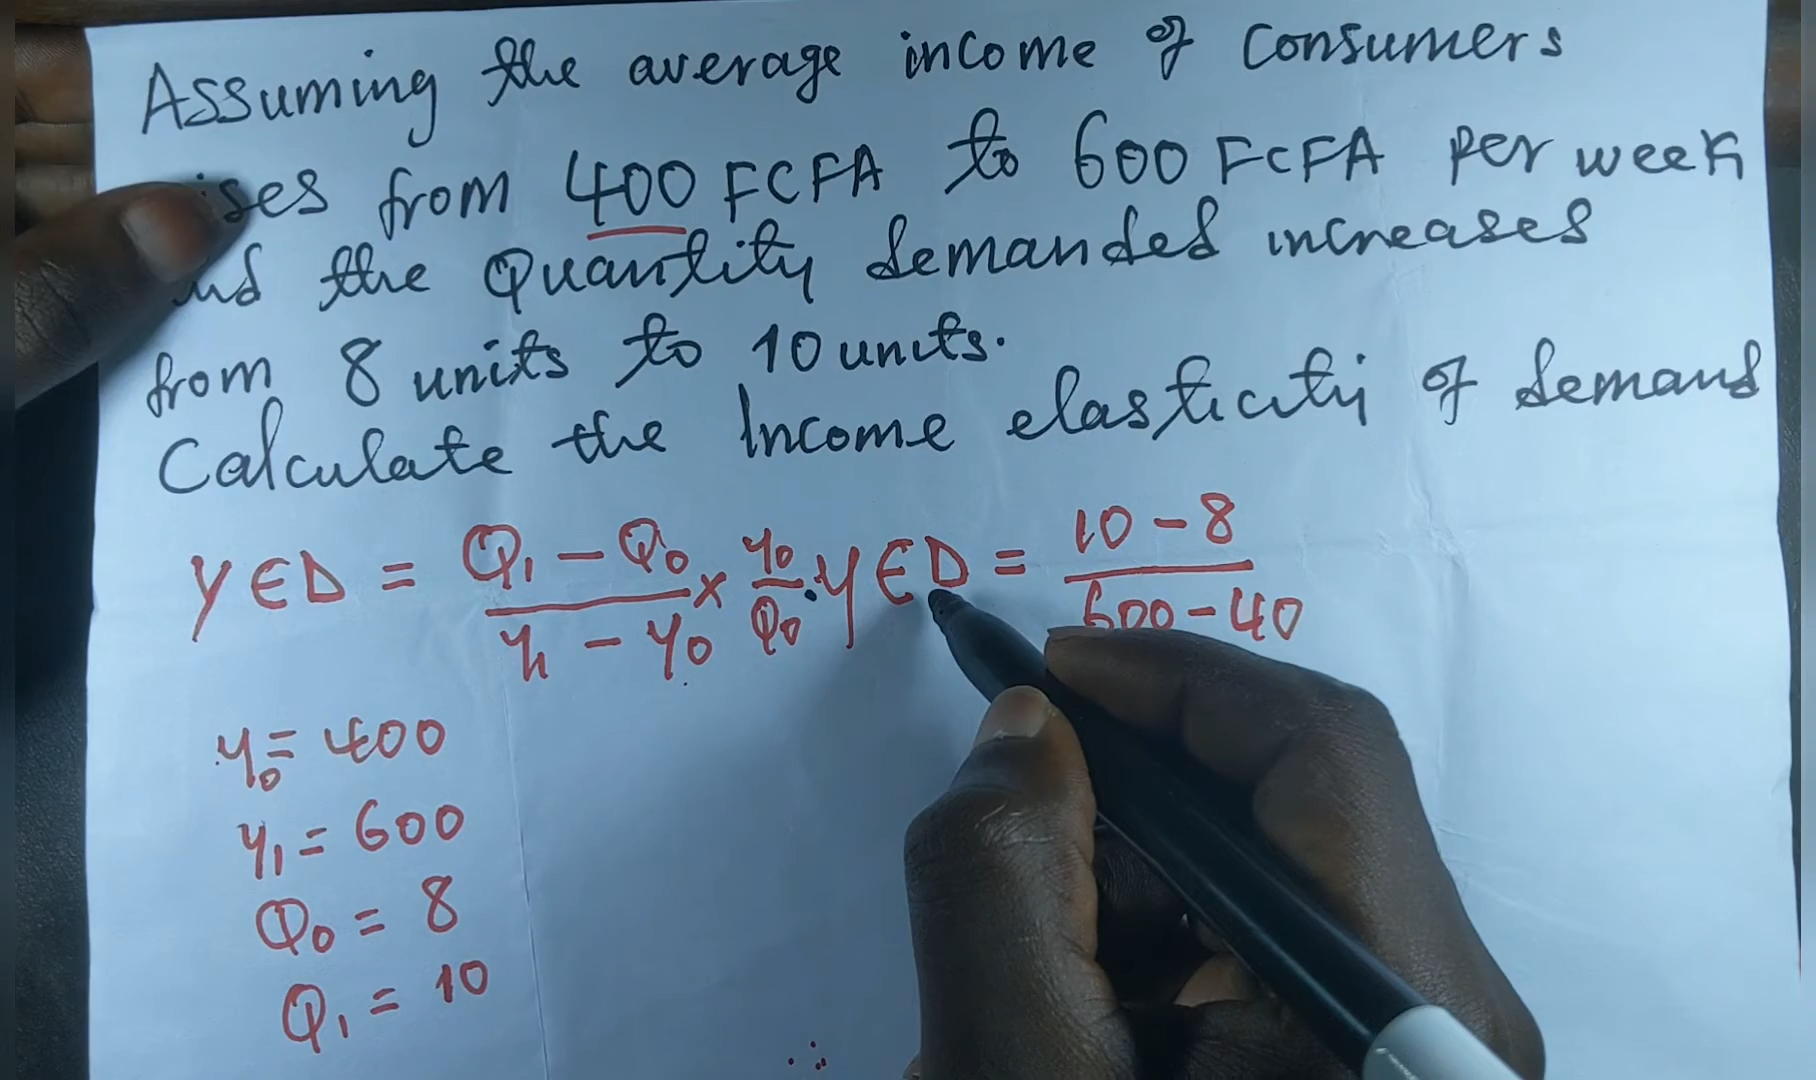 Assuming the average income of consumers
ises from 400 FCFA to 600 FCFA per week
nd the Quantity demanded increases
from 8 units to 10 units.
Calculate the Income elasticity of demand
YED = Q₁ - Q₀ / Y₁ - Y₀ x Y₀ / Q₀ ∴ YED = 10 - 8 / 600 - 40
Y₀ = 400
Y₁ = 600
Q₀ = 8
Q₁ = 10